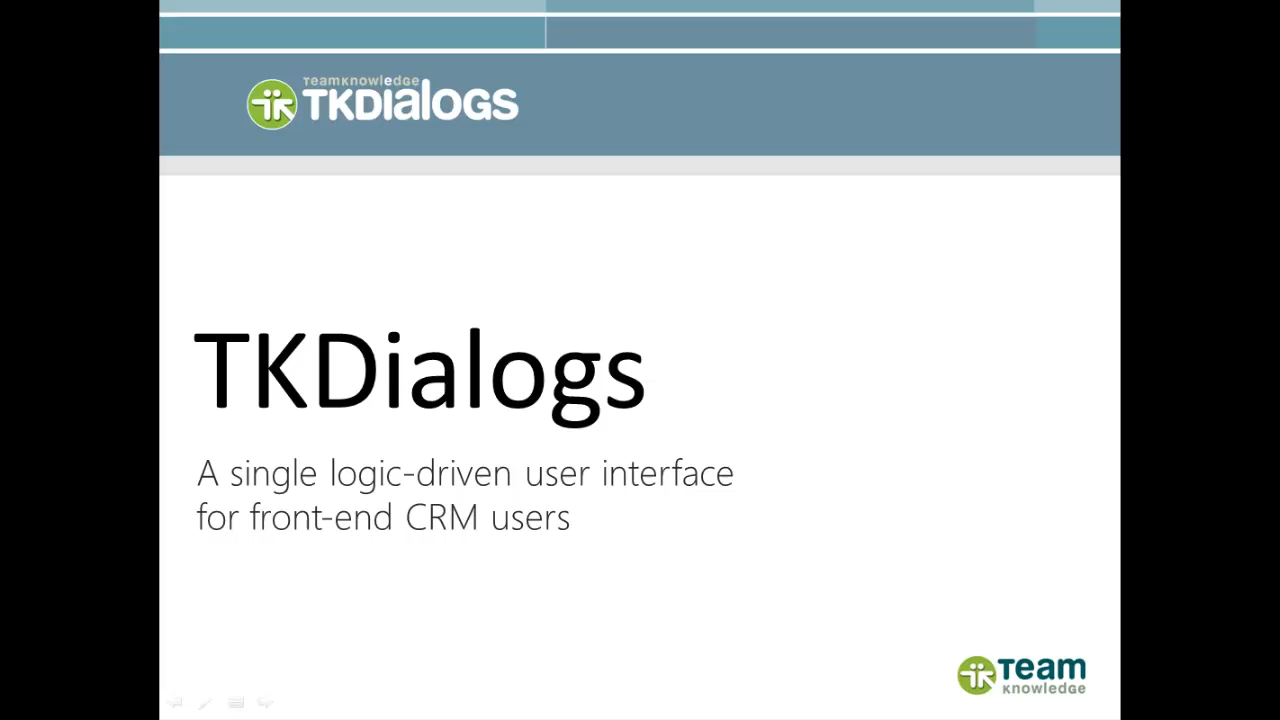 TeamKnowledge
TKDialogs
TKDialogs
A single logic-driven user interface
for front-end CRM users
Team
knowledge